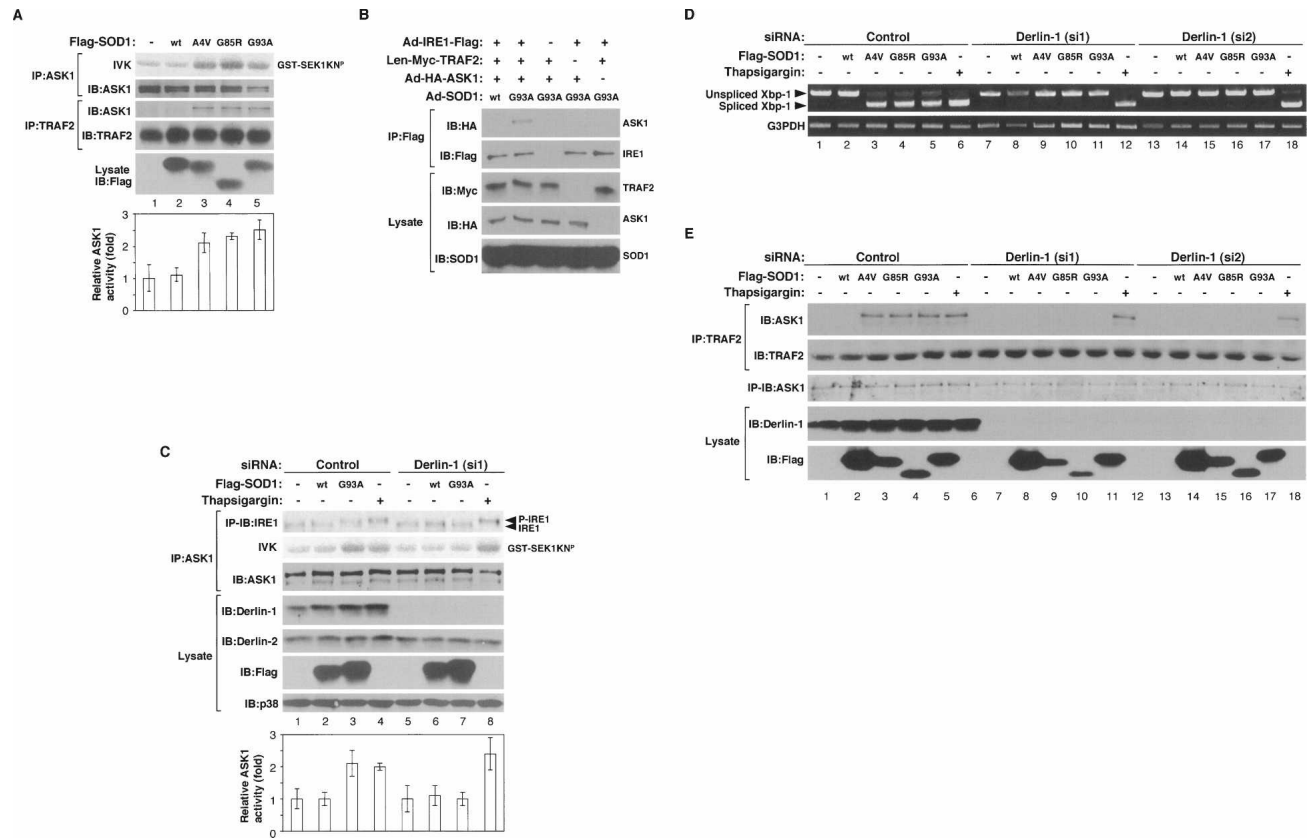 A
Flag-SOD1: - wt A4V G85R G93A
IP:ASK1
IVK
GST-SEK1KNᴾ
IB:ASK1
IP:TRAF2
IB:ASK1
IB:TRAF2
Lysate
IB:Flag
1 2 3 4 5
Relative ASK1
activity (fold)
3
2
1
0
B
Ad-IRE1-Flag: + + - + +
Len-Myc-TRAF2: + + + - +
Ad-HA-ASK1: + + + + -
Ad-SOD1: wt G93A G93A G93A G93A
IP:Flag
IB:HA
ASK1
IB:Flag
IRE1
Lysate
IB:Myc
TRAF2
IB:HA
ASK1
IB:SOD1
SOD1
C
siRNA: Control Derlin-1 (si1)
Flag-SOD1: - wt G93A - - wt G93A -
Thapsigargin: - - - + - - - +
IP:ASK1
IP-IB:IRE1
P-IRE1
IRE1
IVK
GST-SEK1KNᴾ
IB:ASK1
Lysate
IB:Derlin-1
IB:Derlin-2
IB:Flag
IB:p38
1 2 3 4 5 6 7 8
Relative ASK1
activity (fold)
3
2
1
0
D
siRNA: Control Derlin-1 (si1) Derlin-1 (si2)
Flag-SOD1: - wt A4V G85R G93A - - wt A4V G85R G93A - - wt A4V G85R G93A -
Thapsigargin: - - - - - + - - - - - + - - - - - +
Unspliced Xbp-1
Spliced Xbp-1
G3PDH
1 2 3 4 5 6 7 8 9 10 11 12 13 14 15 16 17 18
E
siRNA: Control Derlin-1 (si1) Derlin-1 (si2)
Flag-SOD1: - wt A4V G85R G93A - - wt A4V G85R G93A - - wt A4V G85R G93A -
Thapsigargin: - - - - - + - - - - - + - - - - - +
IP:TRAF2
IB:ASK1
IB:TRAF2
IP-IB:ASK1
Lysate
IB:Derlin-1
IB:Flag
1 2 3 4 5 6 7 8 9 10 11 12 13 14 15 16 17 18